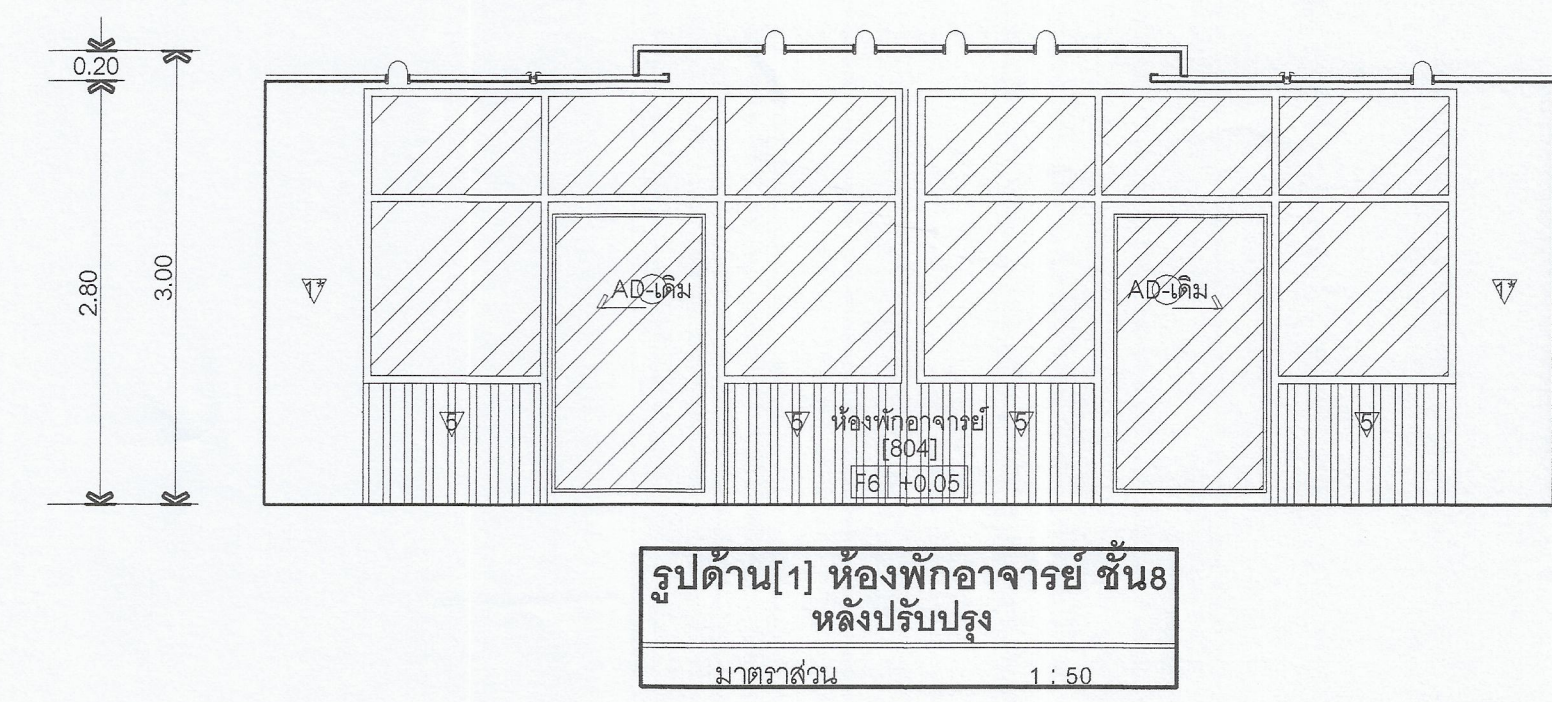 0.20
2.80
3.00
1*
AD-เดิม
AD-เดิม
1*
5
5
5
5
ห้องพักอาจารย์
[804]
F6 +0.05
รูปด้าน[1] ห้องพักอาจารย์ ชั้น8
หลังปรับปรุง
มาตราส่วน 1 : 50